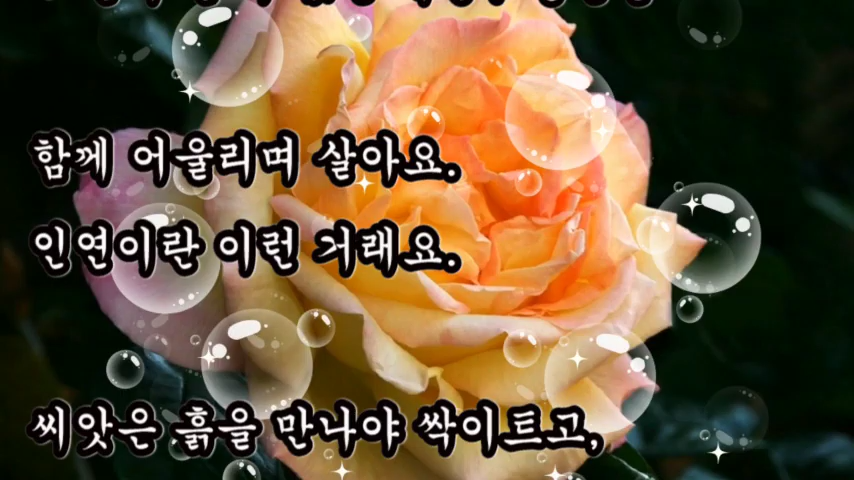 함께 어울리며 살아요.
인연이란 이런 거래요.
씨앗은 흙을 만나야 싹이트고,